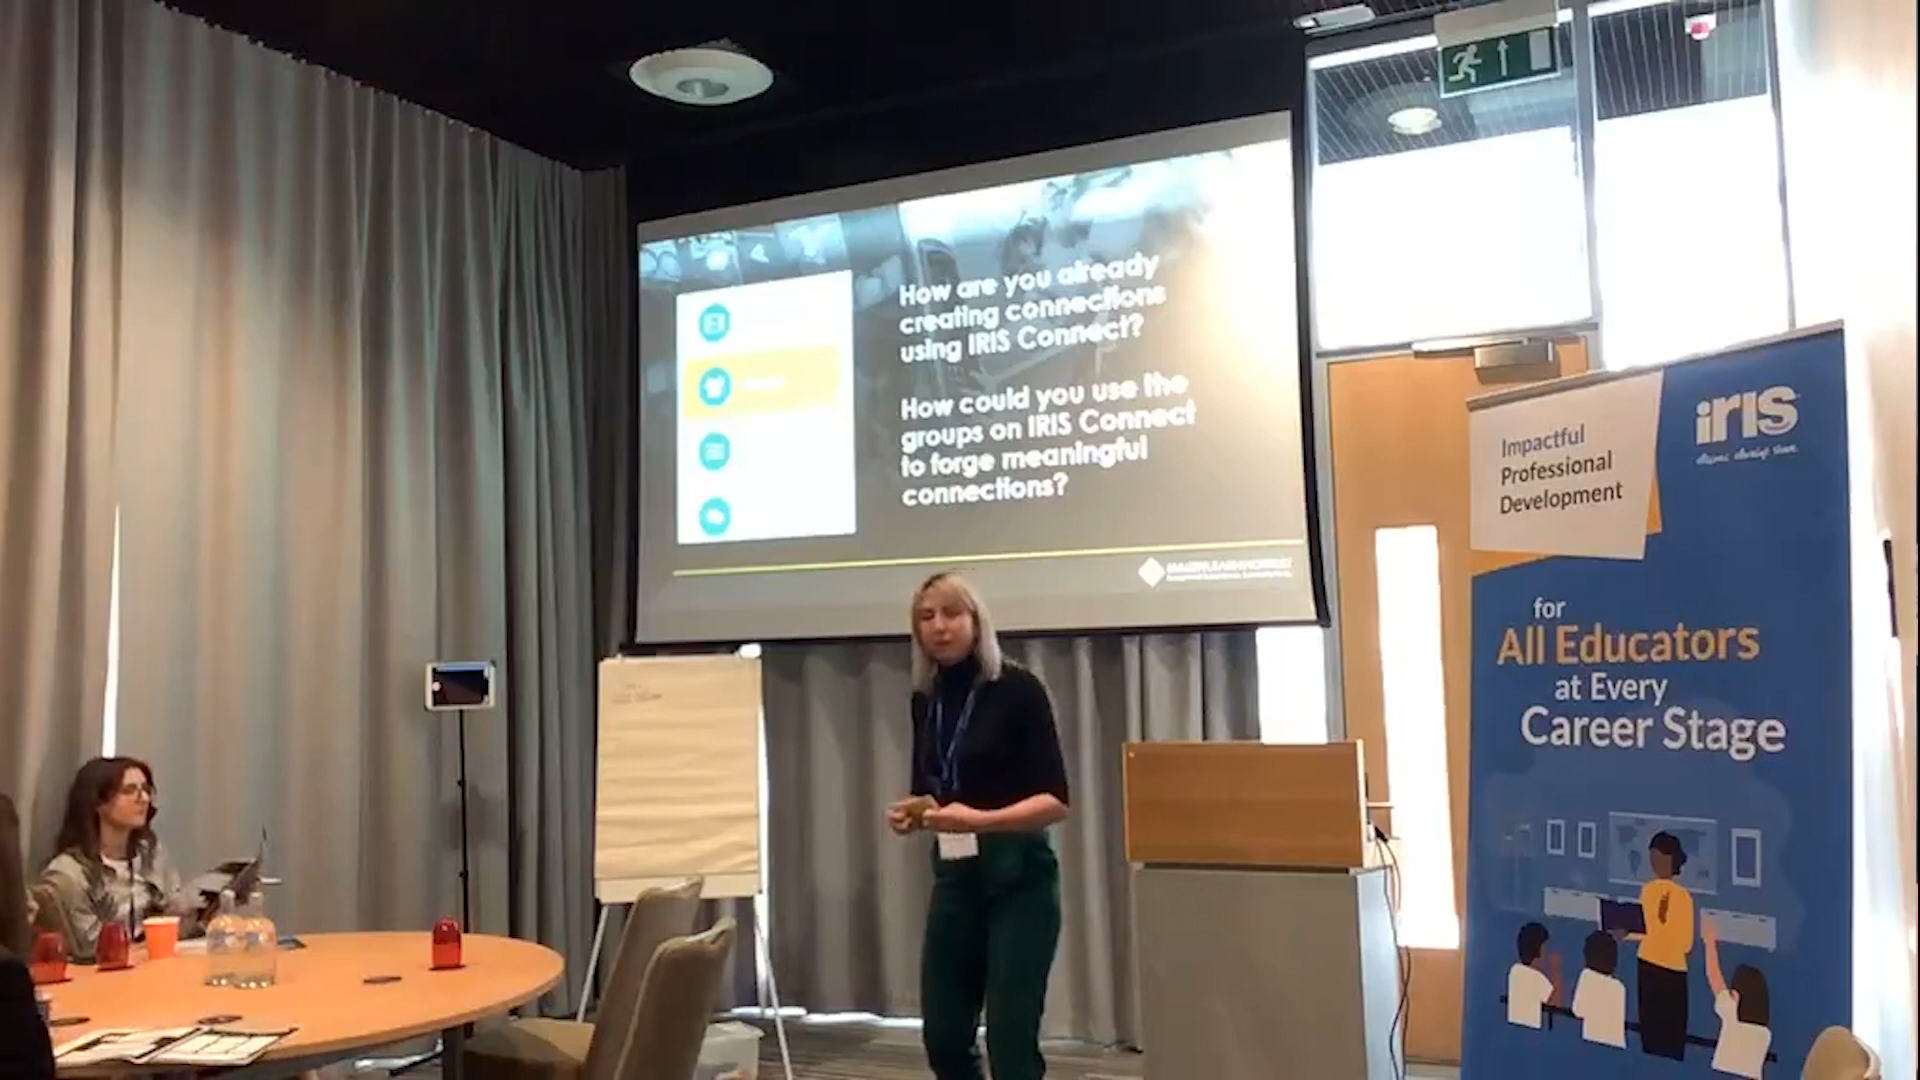 How are you already
creating connections
using IRIS Connect?
How could you use the
groups on IRIS Connect
to forge meaningful
connections?
Impactful
Professional
Development
iRIS
for
All Educators
at Every
Career Stage